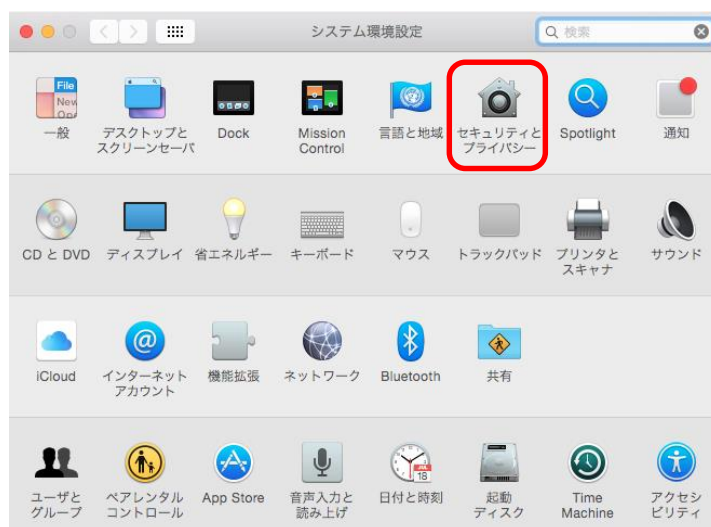 システム環境設定
検索
File
New
Ope
一般
デスクトップと
スクリーンセーバ
Dock
Mission
Control
言語と地域
セキュリティと
プライバシー
Spotlight
通知
CD と DVD
ディスプレイ
省エネルギー
キーボード
マウス
トラックパッド
プリンタと
スキャナ
サウンド
iCloud
インターネット
アカウント
機能拡張
ネットワーク
Bluetooth
共有
ユーザと
グループ
ペアレンタル
コントロール
App Store
音声入力と
読み上げ
JUL
18
日付と時刻
起動
ディスク
Time
Machine
アクセシ
ビリティ